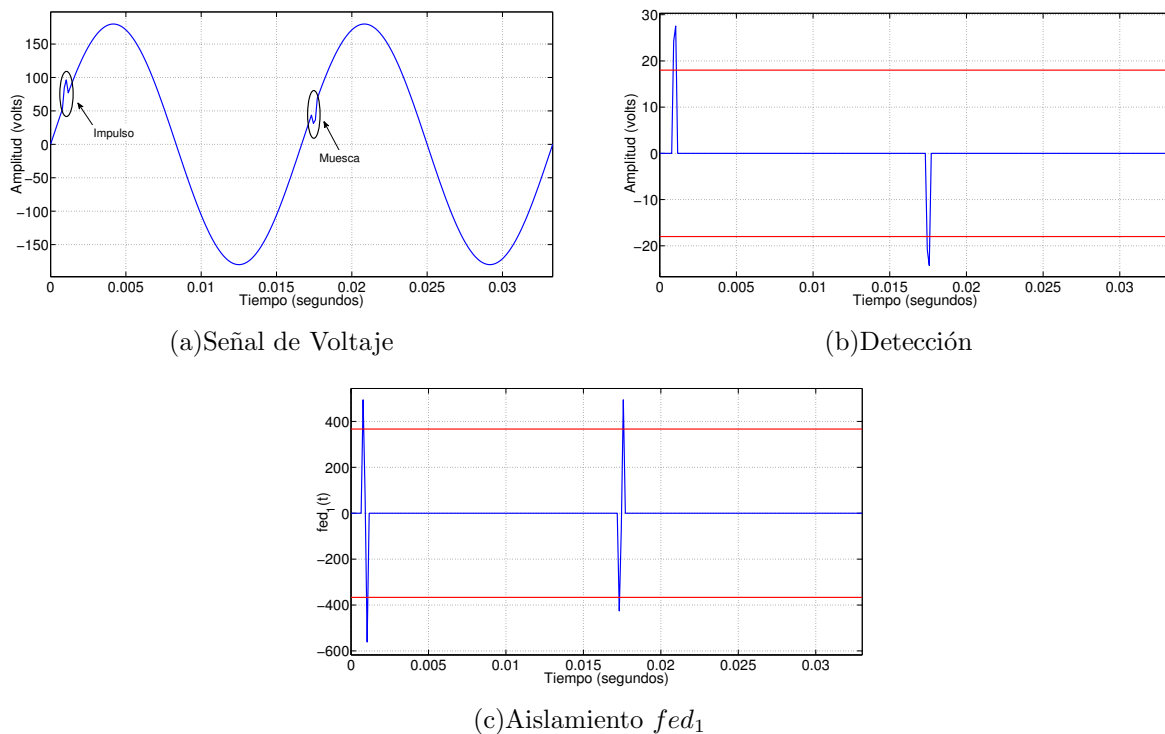 150
100
50
0
−50
−100
−150
Amplitud (volts)
Impulso
Muesca
0 0.005 0.01 0.015 0.02 0.025 0.03
Tiempo (segundos)
(a)Señal de Voltaje
30
20
10
0
−10
−20
Amplitud (volts)
0 0.005 0.01 0.015 0.02 0.025 0.03
Tiempo (segundos)
(b)Detección
400
200
0
−200
−400
−600
fed1(t)
0 0.005 0.01 0.015 0.02 0.025 0.03
Tiempo (segundos)
(c)Aislamiento fed1